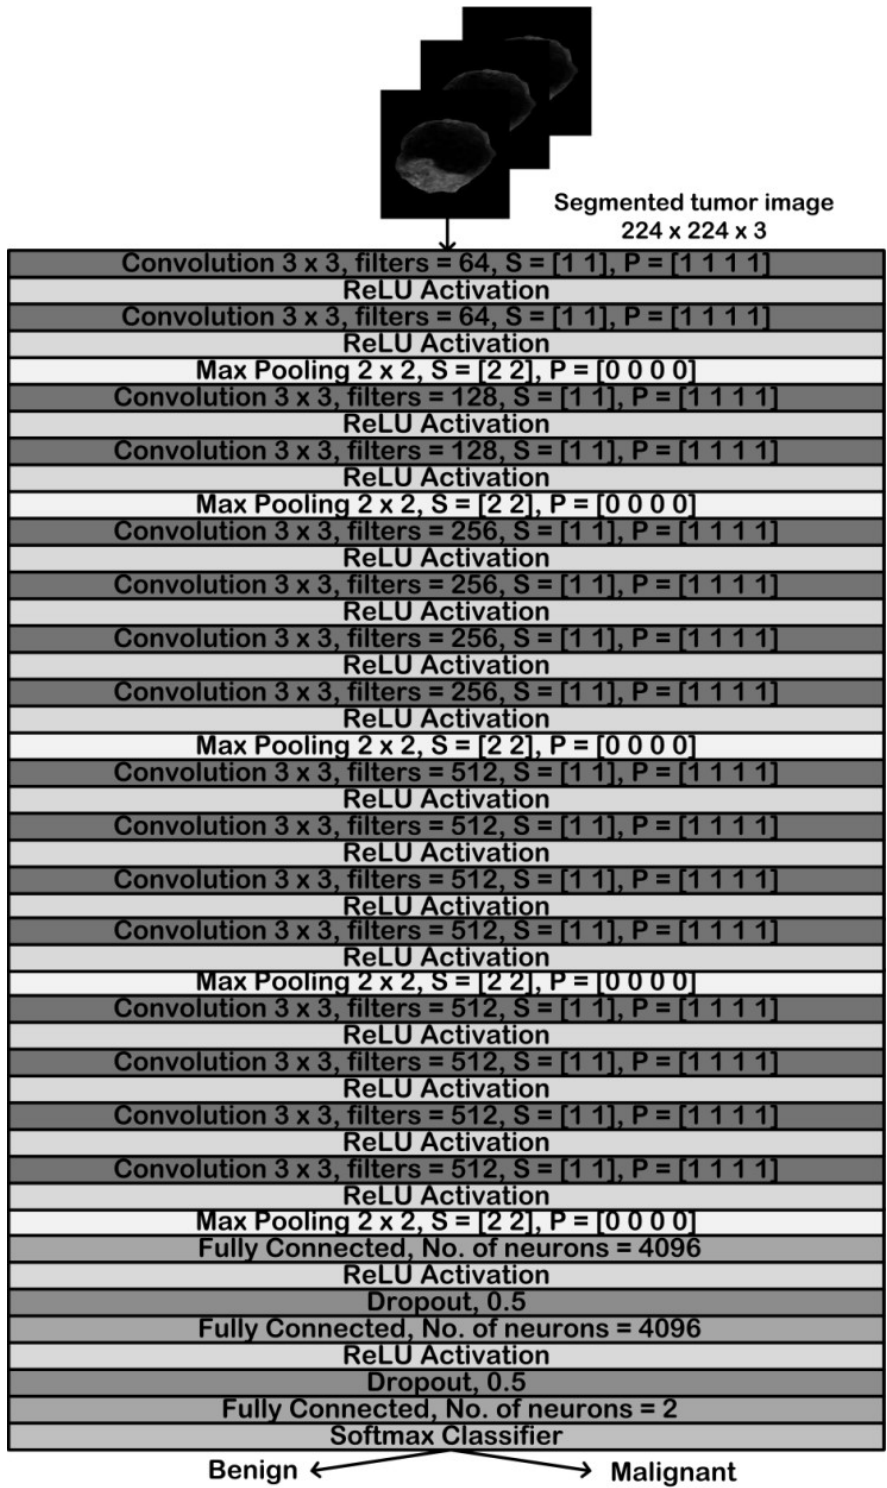 Segmented tumor image
224 x 224 x 3
Convolution 3 x 3, filters = 64, S = [1 1], P = [1 1 1 1]
ReLU Activation
Convolution 3 x 3, filters = 64, S = [1 1], P = [1 1 1 1]
ReLU Activation
Max Pooling 2 x 2, S = [2 2], P = [0 0 0 0]
Convolution 3 x 3, filters = 128, S = [1 1], P = [1 1 1 1]
ReLU Activation
Convolution 3 x 3, filters = 128, S = [1 1], P = [1 1 1 1]
ReLU Activation
Max Pooling 2 x 2, S = [2 2], P = [0 0 0 0]
Convolution 3 x 3, filters = 256, S = [1 1], P = [1 1 1 1]
ReLU Activation
Convolution 3 x 3, filters = 256, S = [1 1], P = [1 1 1 1]
ReLU Activation
Convolution 3 x 3, filters = 256, S = [1 1], P = [1 1 1 1]
ReLU Activation
Convolution 3 x 3, filters = 256, S = [1 1], P = [1 1 1 1]
ReLU Activation
Max Pooling 2 x 2, S = [2 2], P = [0 0 0 0]
Convolution 3 x 3, filters = 512, S = [1 1], P = [1 1 1 1]
ReLU Activation
Convolution 3 x 3, filters = 512, S = [1 1], P = [1 1 1 1]
ReLU Activation
Convolution 3 x 3, filters = 512, S = [1 1], P = [1 1 1 1]
ReLU Activation
Convolution 3 x 3, filters = 512, S = [1 1], P = [1 1 1 1]
ReLU Activation
Max Pooling 2 x 2, S = [2 2], P = [0 0 0 0]
Convolution 3 x 3, filters = 512, S = [1 1], P = [1 1 1 1]
ReLU Activation
Convolution 3 x 3, filters = 512, S = [1 1], P = [1 1 1 1]
ReLU Activation
Convolution 3 x 3, filters = 512, S = [1 1], P = [1 1 1 1]
ReLU Activation
Convolution 3 x 3, filters = 512, S = [1 1], P = [1 1 1 1]
ReLU Activation
Max Pooling 2 x 2, S = [2 2], P = [0 0 0 0]
Fully Connected, No. of neurons = 4096
ReLU Activation
Dropout, 0.5
Fully Connected, No. of neurons = 4096
ReLU Activation
Dropout, 0.5
Fully Connected, No. of neurons = 2
Softmax Classifier
Benign Malignant